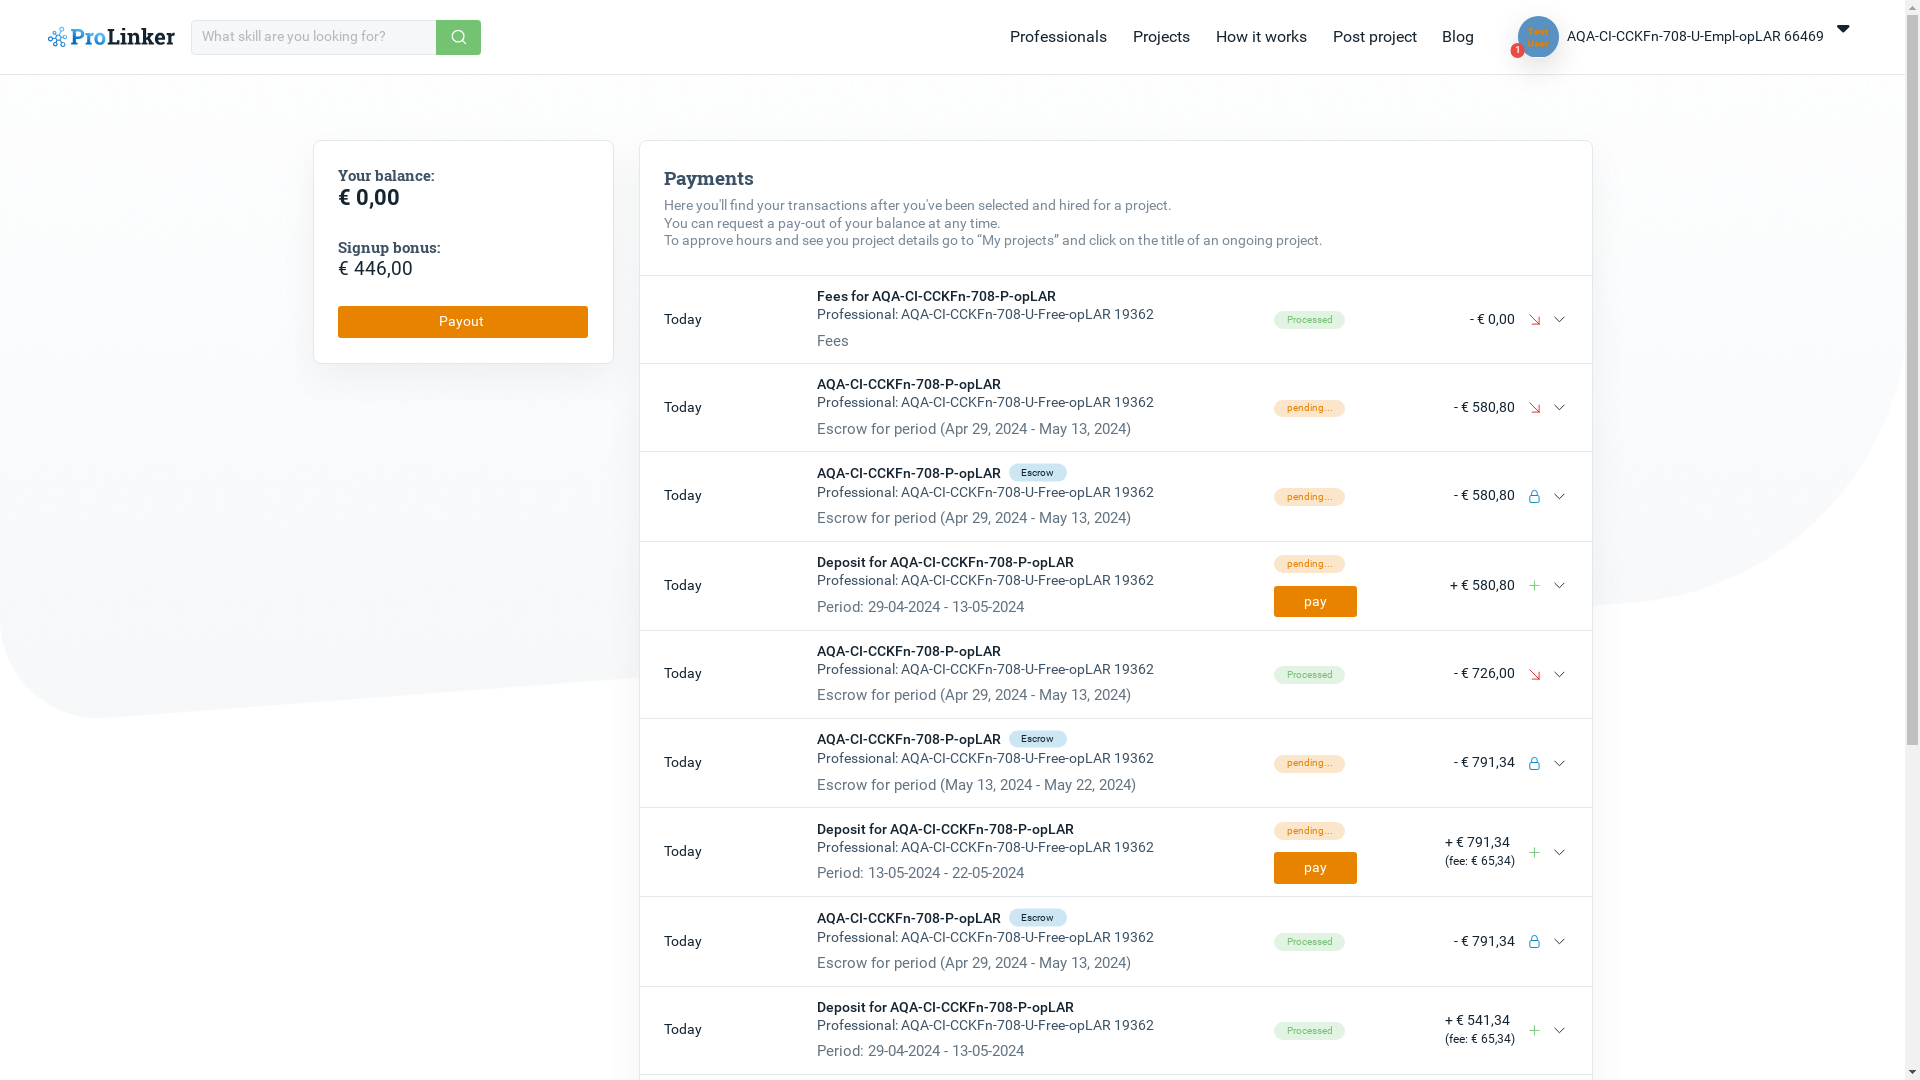 ProLinker
What skill are you looking for?
Professionals
Projects
How it works
Post project
Blog
Test
User
1
AQA-CI-CCKFn-708-U-Empl-opLAR 66469
Your balance:
€ 0,00
Signup bonus:
€ 446,00
Payout
Payments
Here you'll find your transactions after you've been selected and hired for a project.
You can request a pay-out of your balance at any time.
To approve hours and see you project details go to “My projects” and click on the title of an ongoing project.
Today
Fees for AQA-CI-CCKFn-708-P-opLAR
Professional: AQA-CI-CCKFn-708-U-Free-opLAR 19362
Fees
Processed
- € 0,00
Today
AQA-CI-CCKFn-708-P-opLAR
Professional: AQA-CI-CCKFn-708-U-Free-opLAR 19362
Escrow for period (Apr 29, 2024 - May 13, 2024)
pending...
- € 580,80
Today
AQA-CI-CCKFn-708-P-opLAR Escrow
Professional: AQA-CI-CCKFn-708-U-Free-opLAR 19362
Escrow for period (Apr 29, 2024 - May 13, 2024)
pending...
- € 580,80
Today
Deposit for AQA-CI-CCKFn-708-P-opLAR
Professional: AQA-CI-CCKFn-708-U-Free-opLAR 19362
Period: 29-04-2024 - 13-05-2024
pending...
pay
+ € 580,80
Today
AQA-CI-CCKFn-708-P-opLAR
Professional: AQA-CI-CCKFn-708-U-Free-opLAR 19362
Escrow for period (Apr 29, 2024 - May 13, 2024)
Processed
- € 726,00
Today
AQA-CI-CCKFn-708-P-opLAR Escrow
Professional: AQA-CI-CCKFn-708-U-Free-opLAR 19362
Escrow for period (May 13, 2024 - May 22, 2024)
pending...
- € 791,34
Today
Deposit for AQA-CI-CCKFn-708-P-opLAR
Professional: AQA-CI-CCKFn-708-U-Free-opLAR 19362
Period: 13-05-2024 - 22-05-2024
pending...
pay
+ € 791,34
(fee: € 65,34)
Today
AQA-CI-CCKFn-708-P-opLAR Escrow
Professional: AQA-CI-CCKFn-708-U-Free-opLAR 19362
Escrow for period (Apr 29, 2024 - May 13, 2024)
Processed
- € 791,34
Today
Deposit for AQA-CI-CCKFn-708-P-opLAR
Professional: AQA-CI-CCKFn-708-U-Free-opLAR 19362
Period: 29-04-2024 - 13-05-2024
Processed
+ € 541,34
(fee: € 65,34)